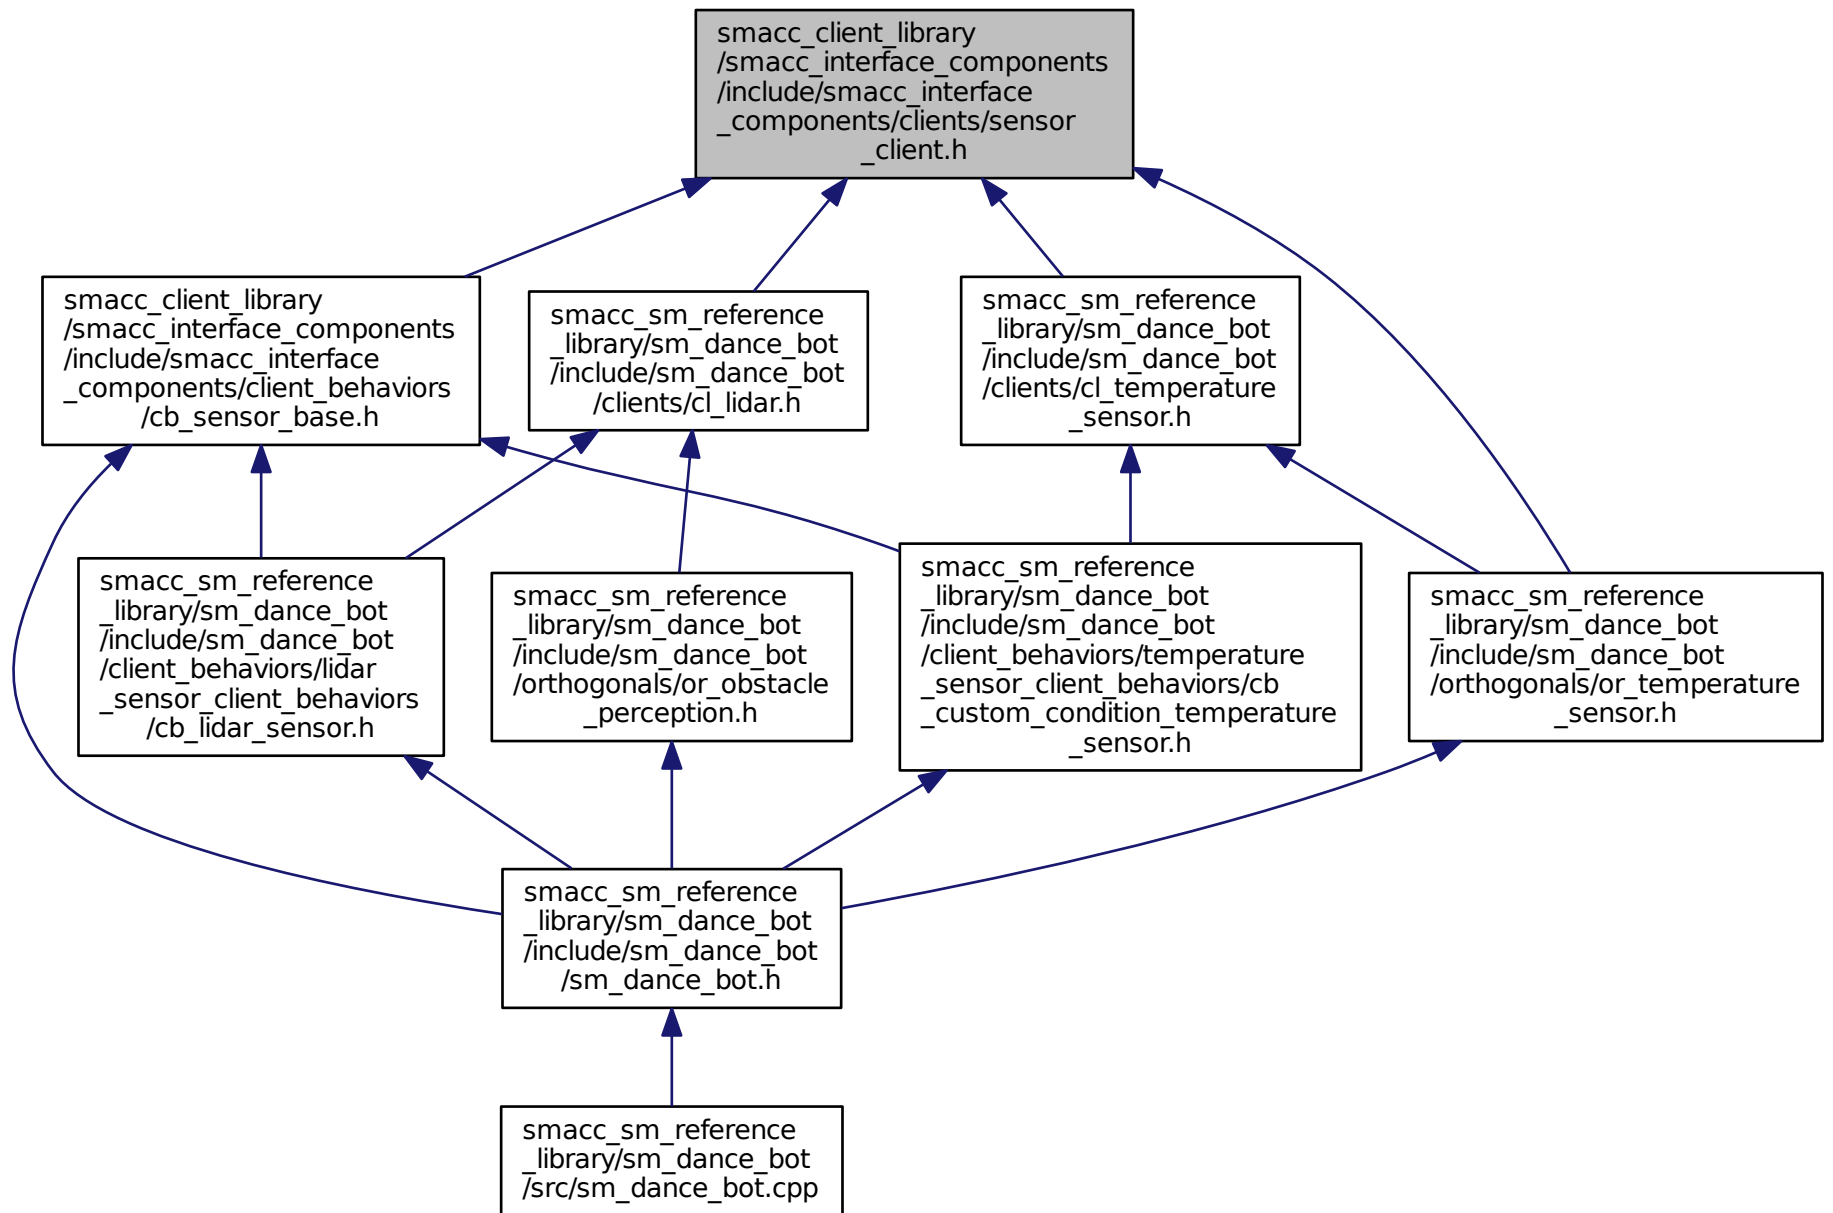 smacc_client_library
/smacc_interface_components
/include/smacc_interface
_components/clients/sensor
_client.h
smacc_client_library
/smacc_interface_components
/include/smacc_interface
_components/client_behaviors
/cb_sensor_base.h
smacc_sm_reference
_library/sm_dance_bot
/include/sm_dance_bot
/clients/cl_lidar.h
smacc_sm_reference
_library/sm_dance_bot
/include/sm_dance_bot
/clients/cl_temperature
_sensor.h
smacc_sm_reference
_library/sm_dance_bot
/include/sm_dance_bot
/client_behaviors/lidar
_sensor_client_behaviors
/cb_lidar_sensor.h
smacc_sm_reference
_library/sm_dance_bot
/include/sm_dance_bot
/orthogonals/or_obstacle
_perception.h
smacc_sm_reference
_library/sm_dance_bot
/include/sm_dance_bot
/client_behaviors/temperature
_sensor_client_behaviors/cb
_custom_condition_temperature
_sensor.h
smacc_sm_reference
_library/sm_dance_bot
/include/sm_dance_bot
/orthogonals/or_temperature
_sensor.h
smacc_sm_reference
_library/sm_dance_bot
/include/sm_dance_bot
/sm_dance_bot.h
smacc_sm_reference
_library/sm_dance_bot
/src/sm_dance_bot.cpp